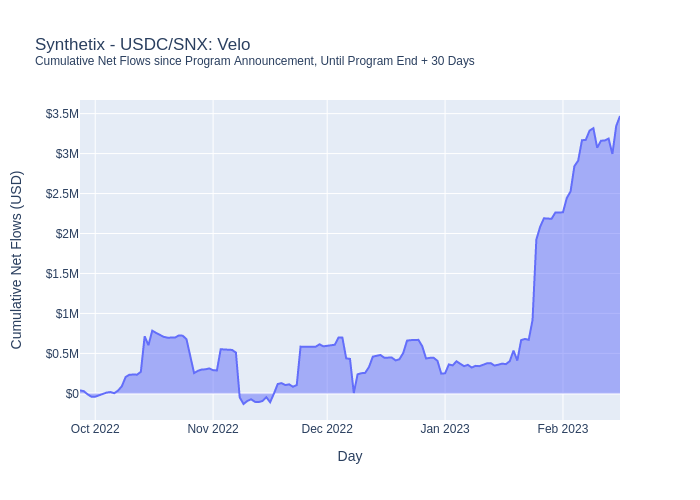 Synthetix - USDC/SNX: Velo
Cumulative Net Flows since Program Announcement, Until Program End + 30 Days
Cumulative Net Flows (USD)
$3.5M
$3M
$2.5M
$2M
$1.5M
$1M
$0.5M
$0
Oct 2022
Nov 2022
Dec 2022
Jan 2023
Feb 2023
Day